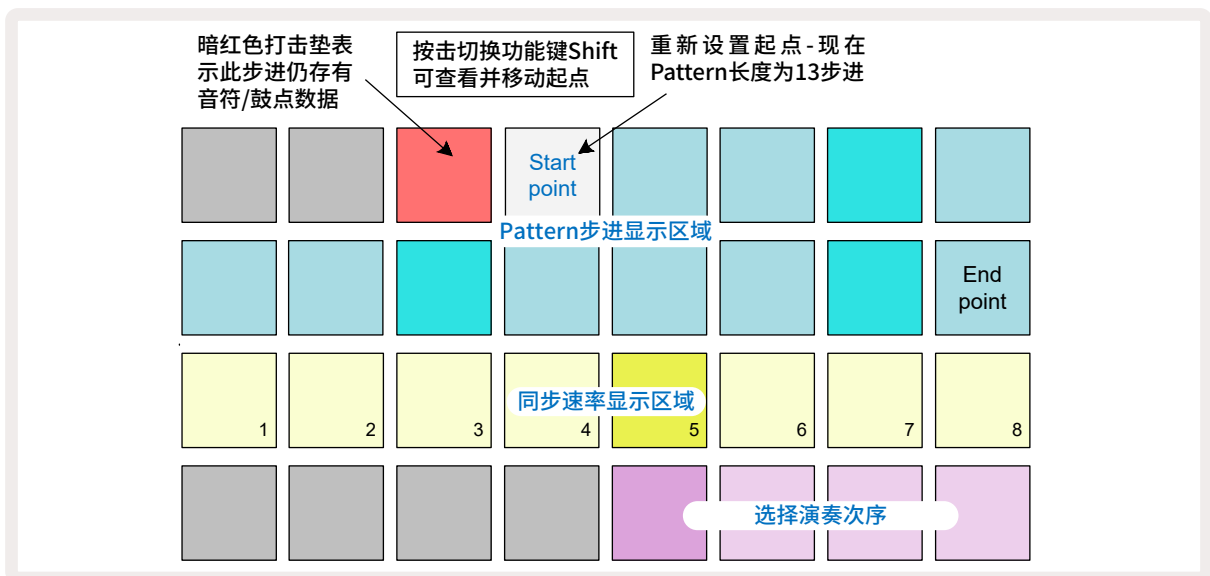 暗红色打击垫表
示此步进仍存有
音符/鼓点数据
按击切换功能键Shift
可查看并移动起点
重新设置起点-现在
Pattern长度为13步进
Start
point
Pattern步进显示区域
End
point
同步速率显示区域
1 2 3 4 5 6 7 8
选择演奏次序